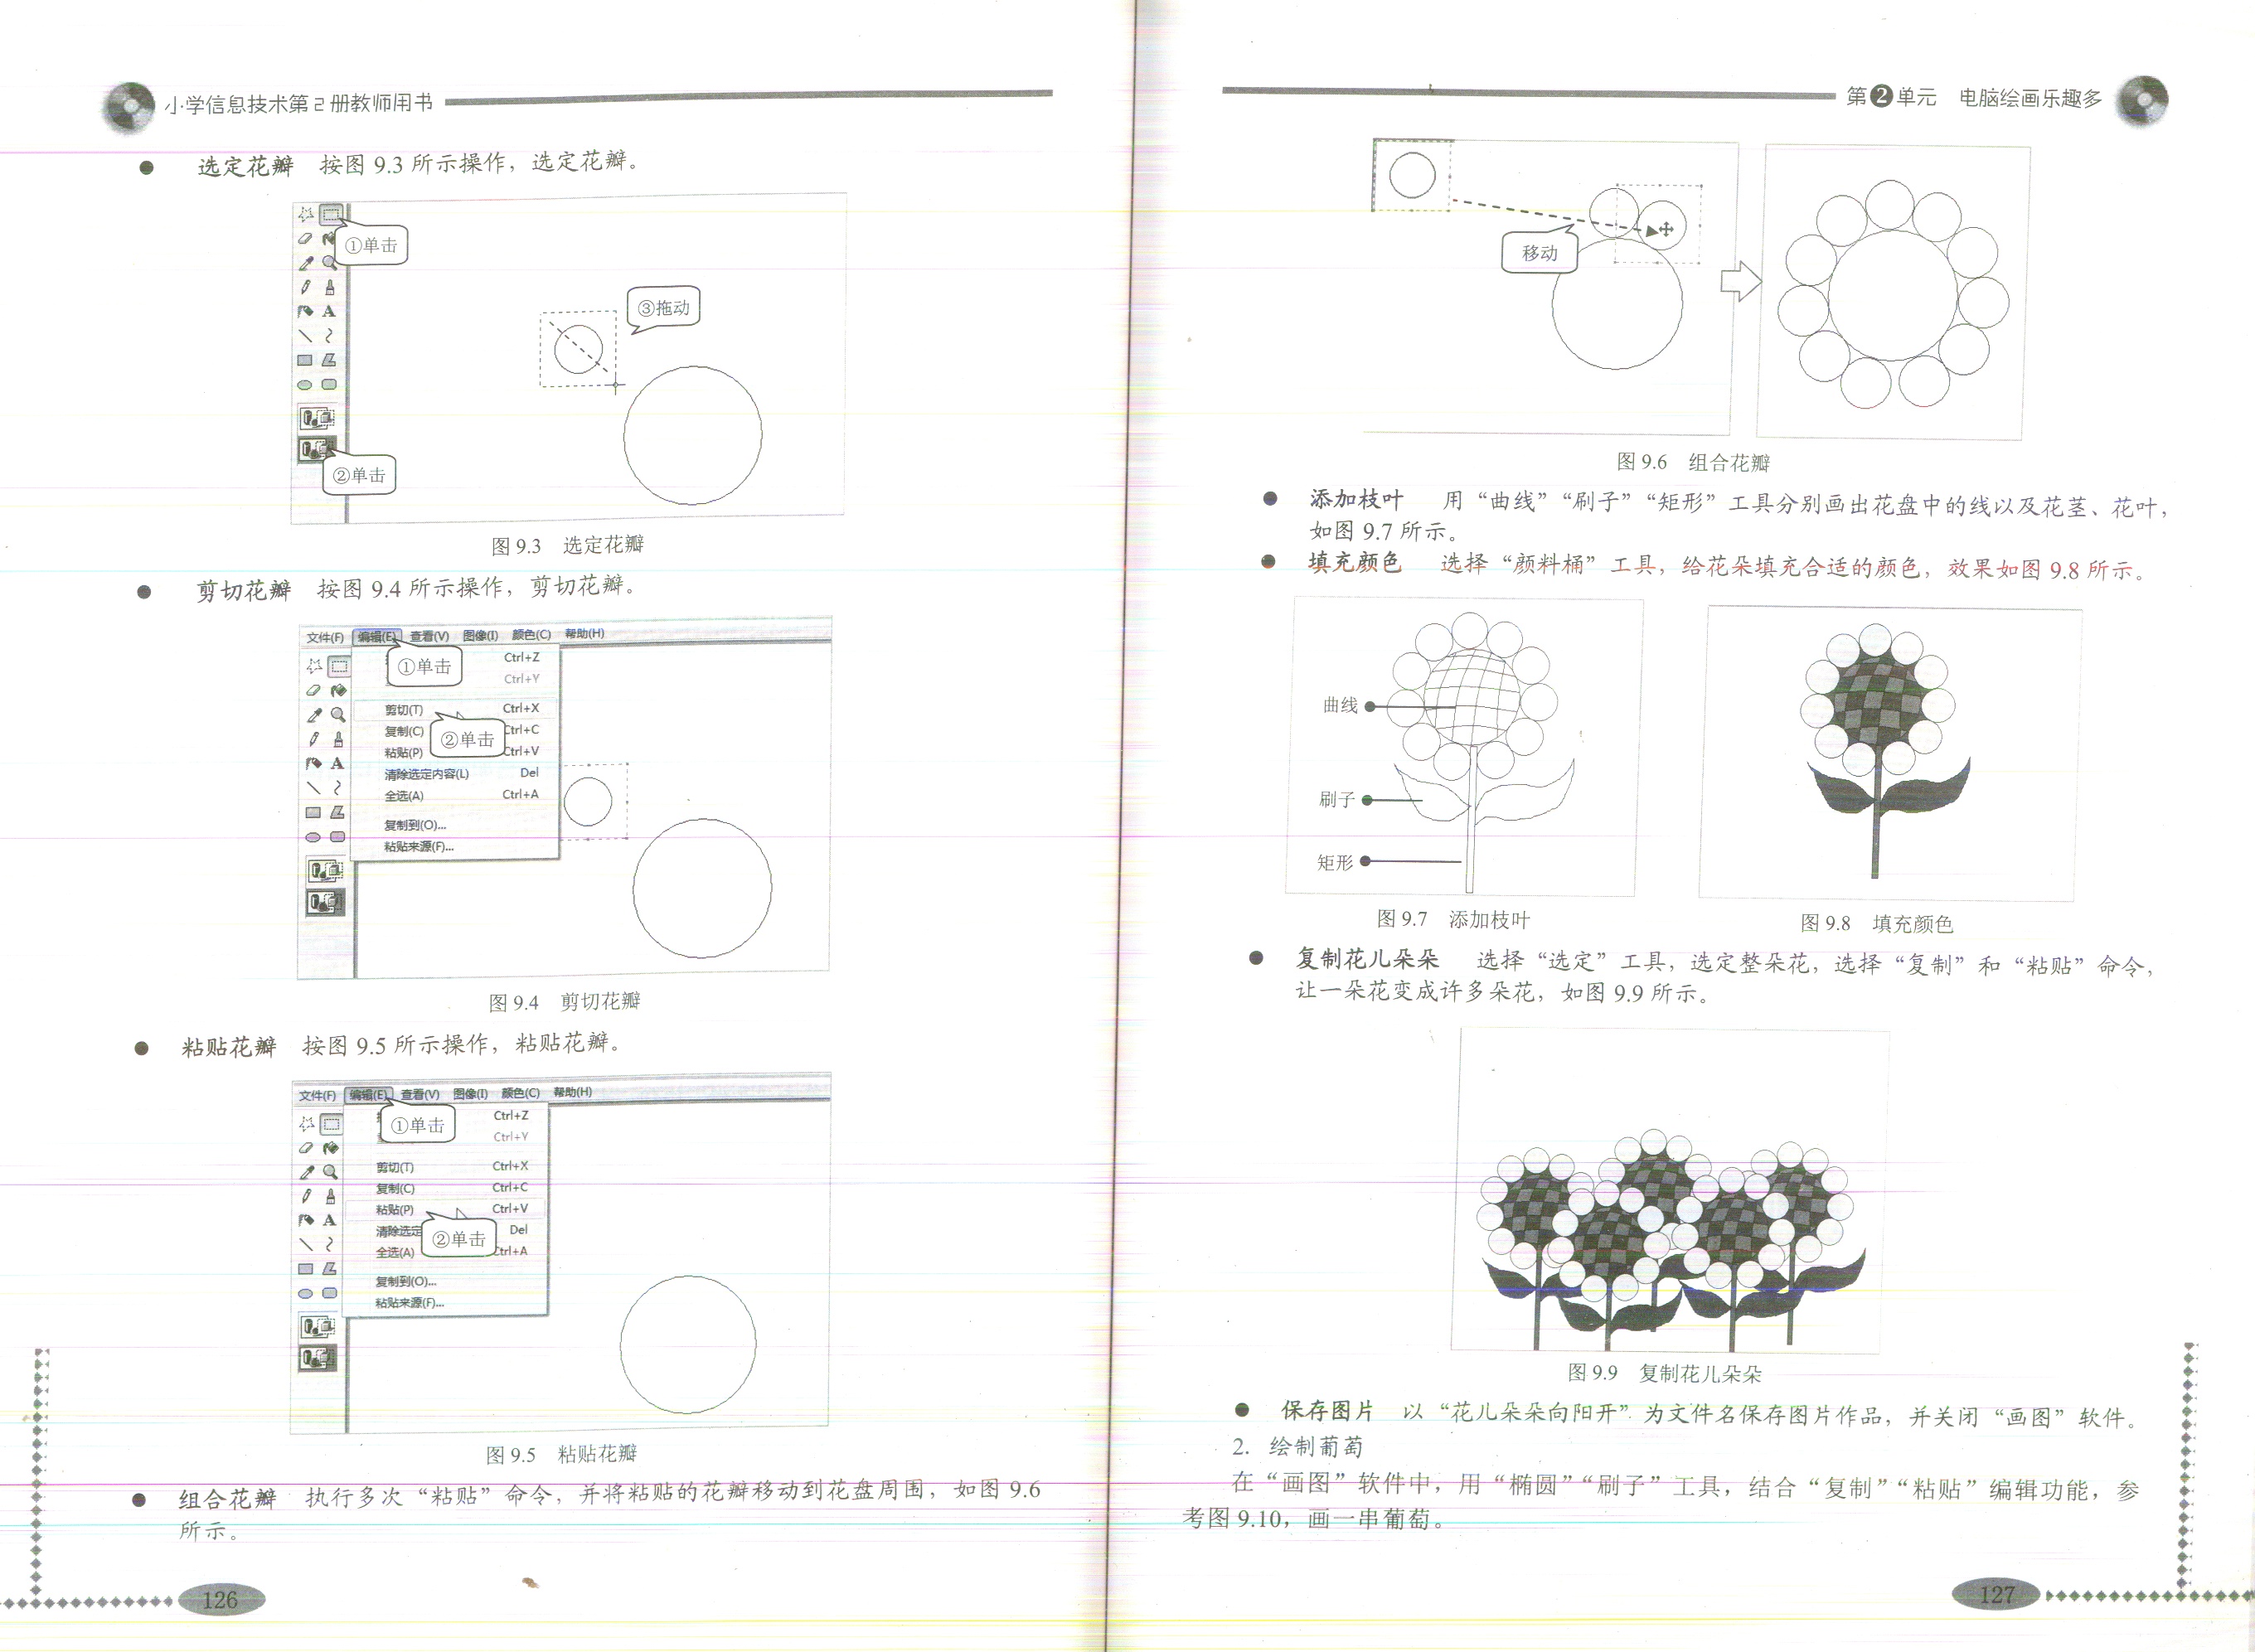 小学信息技术第2册教师用书
● 选定花瓣 按图 9.3 所示操作，选定花瓣。
①单击
③拖动
②单击
图 9.3 选定花瓣
● 剪切花瓣 按图 9.4 所示操作，剪切花瓣。
文件(F) 编辑(E) 查看(V) 图像(I) 颜色(C) 帮助(H)
Ctrl+Z
①单击
Ctrl+Y
剪切(T) Ctrl+X
复制(C) Ctrl+C
②单击
粘贴(P) Ctrl+V
清除选定内容(L) Del
全选(A) Ctrl+A
复制到(O)...
粘贴来源(F)...
图 9.4 剪切花瓣
● 粘贴花瓣 按图 9.5 所示操作，粘贴花瓣。
文件(F) 编辑(E) 查看(V) 图像(I) 颜色(C) 帮助(H)
Ctrl+Z
①单击
Ctrl+Y
剪切(T) Ctrl+X
复制(C) Ctrl+C
粘贴(P) Ctrl+V
清除选定 Del
②单击
全选(A) Ctrl+A
复制到(O)...
粘贴来源(F)...
图 9.5 粘贴花瓣
● 组合花瓣 执行多次“粘贴”命令，并将粘贴的花瓣移动到花盘周围，如图 9.6
所示。
126
第2单元 电脑绘画乐趣多
移动
图 9.6 组合花瓣
● 添加枝叶 用“曲线”“刷子”“矩形”工具分别画出花盘中的线以及花茎、花叶，
如图 9.7 所示。
● 填充颜色 选择“颜料桶”工具，给花朵填充合适的颜色，效果如图 9.8 所示。
曲线
刷子
矩形
图 9.7 添加枝叶
图 9.8 填充颜色
● 复制花儿朵朵 选择“选定”工具，选定整朵花，选择“复制”和“粘贴”命令，
让一朵花变成许多朵花，如图 9.9 所示。
图 9.9 复制花儿朵朵
● 保存图片 以“花儿朵朵向阳开”为文件名保存图片作品，并关闭“画图”软件。
2. 绘制葡萄
在“画图”软件中，用“椭圆”“刷子”工具，结合“复制”“粘贴”编辑功能，参
考图 9.10，画一串葡萄。
127